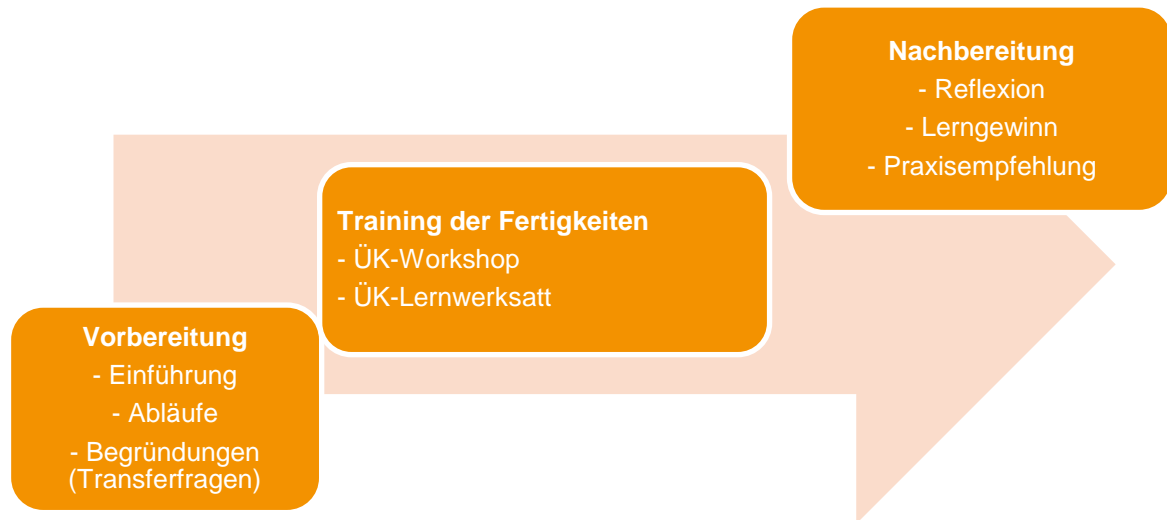 Vorbereitung
- Einführung
- Abläufe
- Begründungen
(Transferfragen)
Training der Fertigkeiten
- ÜK-Workshop
- ÜK-Lernwerksatt
Nachbereitung
- Reflexion
- Lerngewinn
- Praxisempfehlung